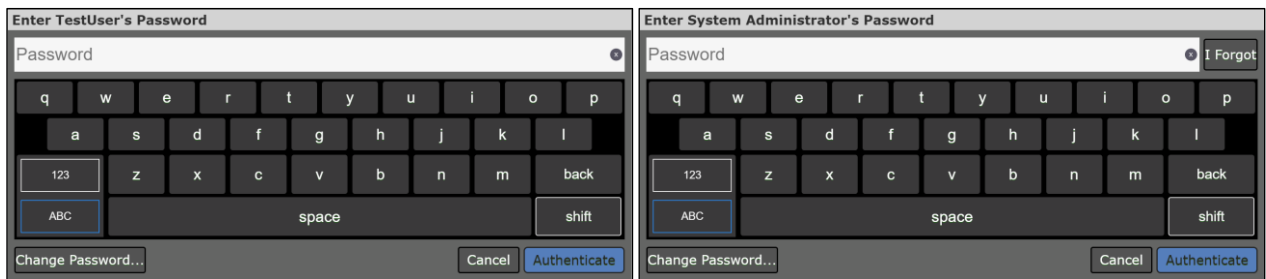 Enter TestUser's Password
Password
q w e r t y u i o p
a s d f g h j k l
123 z x c v b n m back
ABC space shift
Change Password... Cancel Authenticate
Enter System Administrator's Password
Password I Forgot
q w e r t y u i o p
a s d f g h j k l
123 z x c v b n m back
ABC space shift
Change Password... Cancel Authenticate